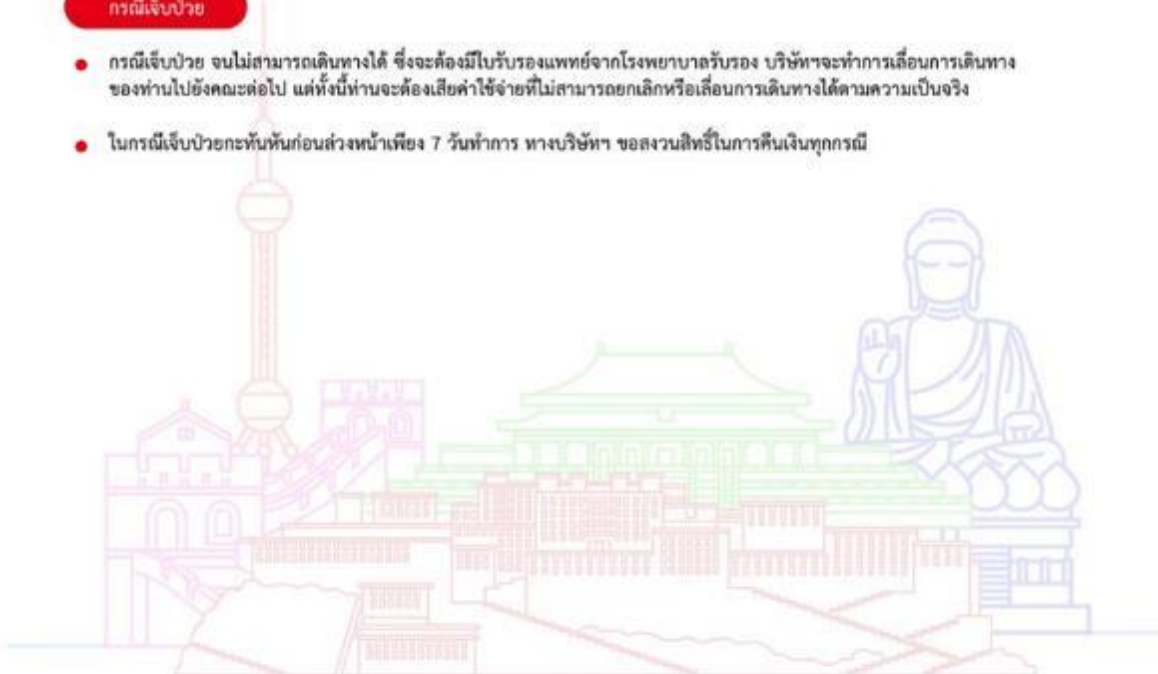 กรณีเจ็บป่วย
กรณีเจ็บป่วย จนไม่สามารถเดินทางได้ ซึ่งจะต้องมีใบรับรองแพทย์จากโรงพยาบาลรับรอง บริษัทฯจะทำการเลื่อนการเดินทาง
ของท่านไปยังคณะต่อไป แต่ทั้งนี้ท่านจะต้องเสียค่าใช้จ่ายที่ไม่สามารถยกเลิกหรือเลื่อนการเดินทางได้ตามความเป็นจริง
ในกรณีเจ็บป่วยกะทันหันก่อนล่วงหน้าเพียง 7 วันทำการ ทางบริษัทฯ ขอสงวนสิทธิ์ในการคืนเงินทุกกรณี